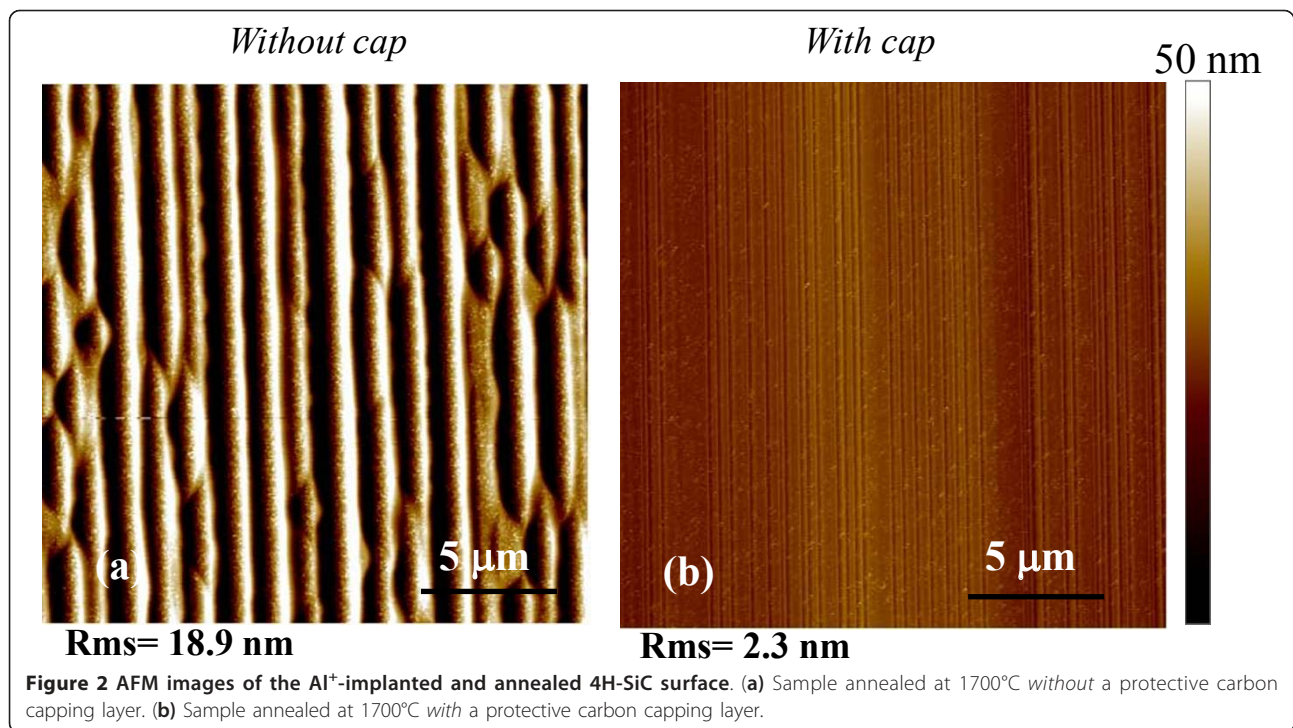 Without cap
With cap
50 nm
(a)
5 μm
(b)
5 μm
Rms= 18.9 nm
Rms= 2.3 nm
Figure 2 AFM images of the Al⁺-implanted and annealed 4H-SiC surface. (a) Sample annealed at 1700°C without a protective carbon
capping layer. (b) Sample annealed at 1700°C with a protective carbon capping layer.